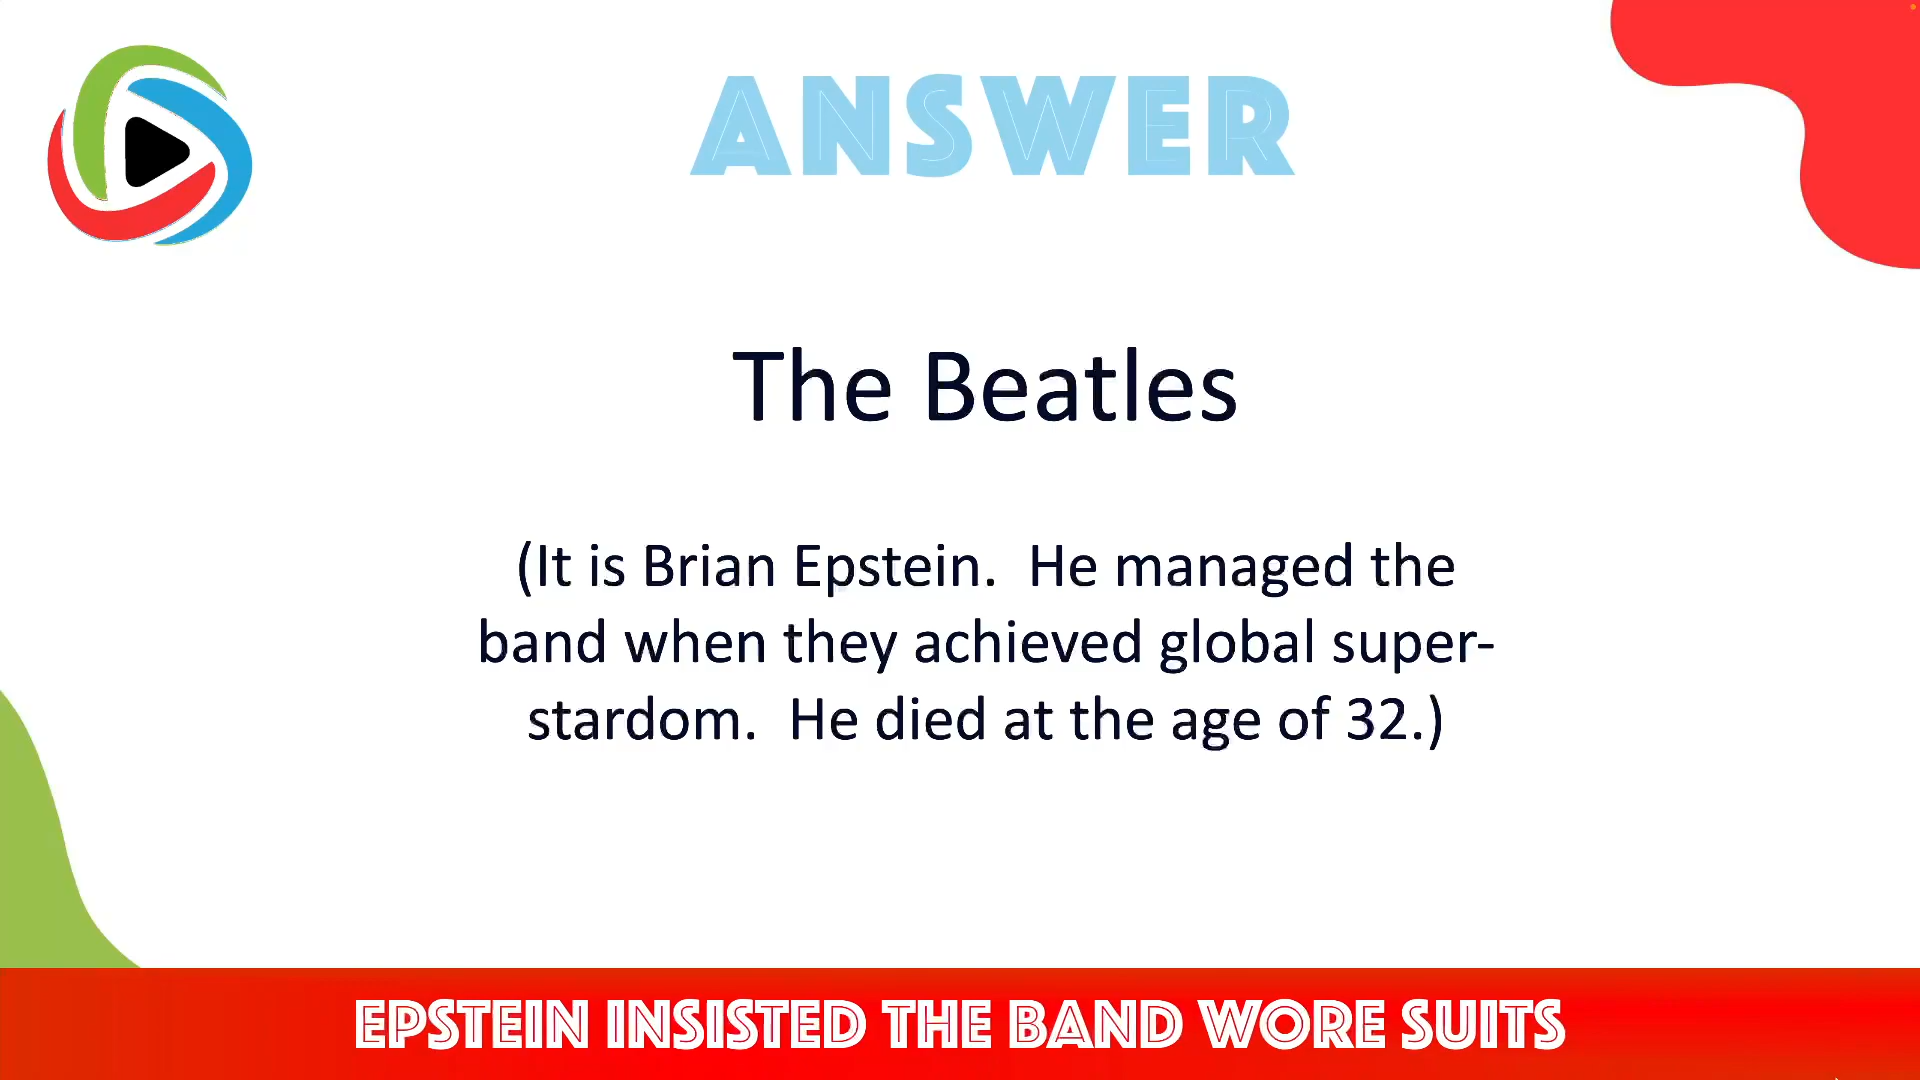 ANSWER
The Beatles
(It is Brian Epstein.  He managed the
band when they achieved global super-
stardom.  He died at the age of 32.)
EPSTEIN INSISTED THE BAND WORE SUITS